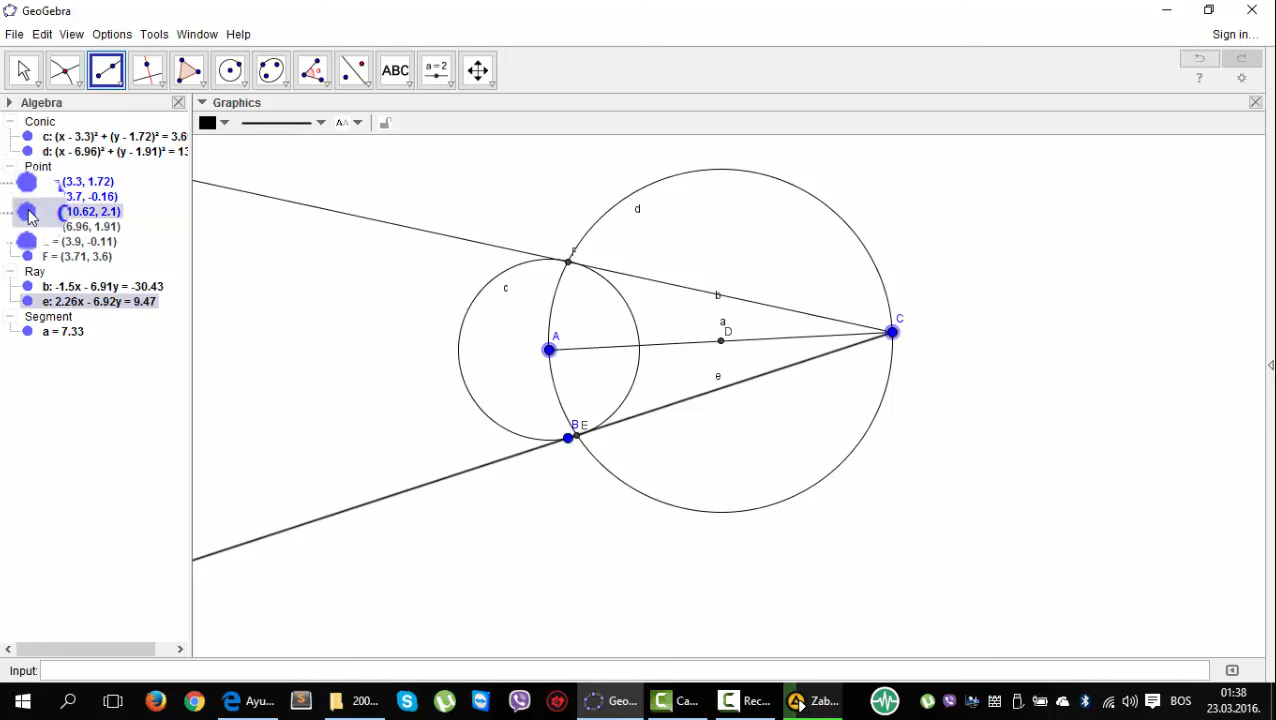 GeoGebra
File Edit View Options Tools Window Help
Sign in...
ABC
a = 2
?
Algebra
Graphics
Conic
c: (x - 3.3)² + (y - 1.72)² = 3.6
d: (x - 6.96)² + (y - 1.91)² = 13
Point
= (3.3, 1.72)
3.7, -0.16)
(10.62, 2.1)
(6.96, 1.91)
= (3.9, -0.11)
F = (3.71, 3.6)
Ray
b: -1.5x - 6.91y = -30.43
e: 2.26x - 6.92y = 9.47
Segment
a = 7.33
d
F
c
b
a
C
A
D
e
B E
Input:
Ayu...
200...
Geo...
Ca...
Rec...
Zab...
BOS
01:38
23.03.2016.